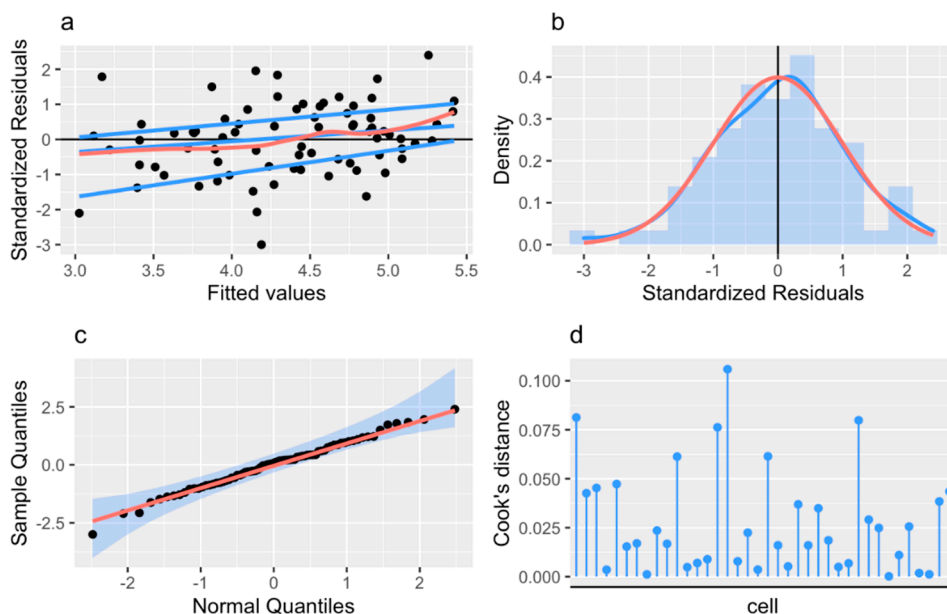 a
Standardized Residuals
2
1
0
-1
-2
-3
3.0 3.5 4.0 4.5 5.0 5.5
Fitted values
b
Density
0.4
0.3
0.2
0.1
0.0
-3 -2 -1 0 1 2
Standardized Residuals
c
Sample Quantiles
2.5
0.0
-2.5
-2 -1 0 1 2
Normal Quantiles
d
Cook's distance
0.100
0.075
0.050
0.025
0.000
cell